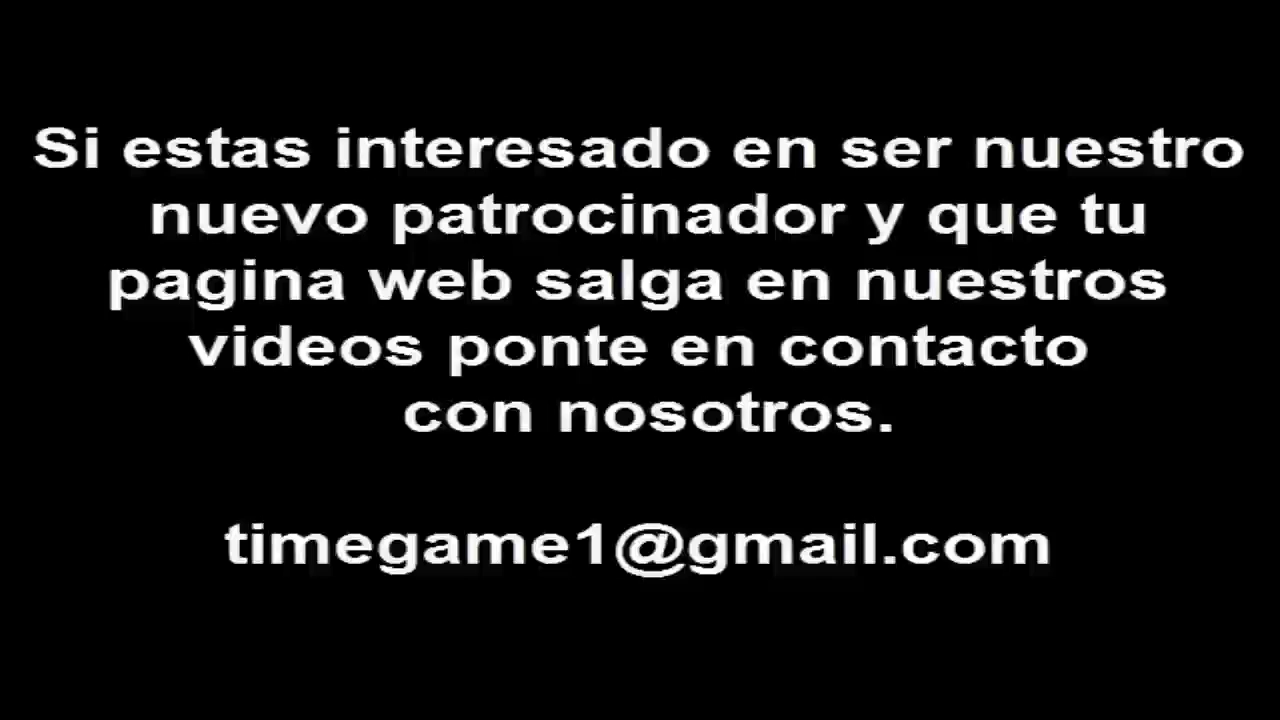 Si estas interesado en ser nuestro
nuevo patrocinador y que tu
pagina web salga en nuestros
videos ponte en contacto
con nosotros.
timegame1@gmail.com